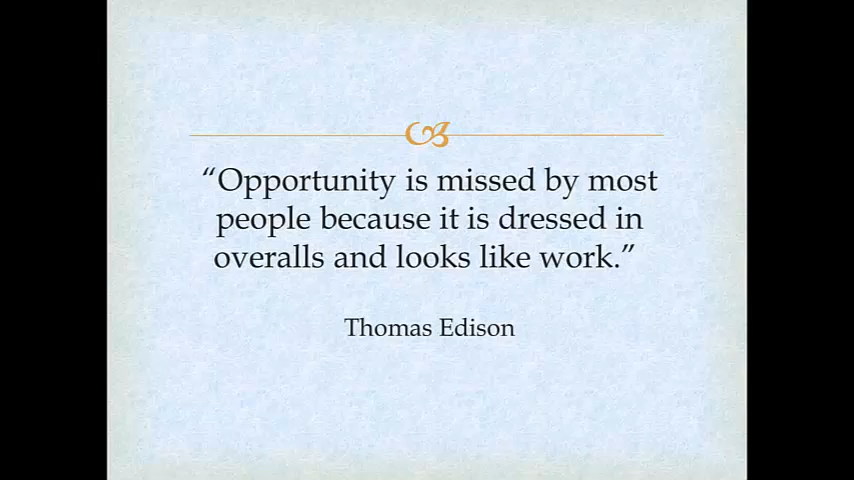 “Opportunity is missed by most
people because it is dressed in
overalls and looks like work.”
Thomas Edison